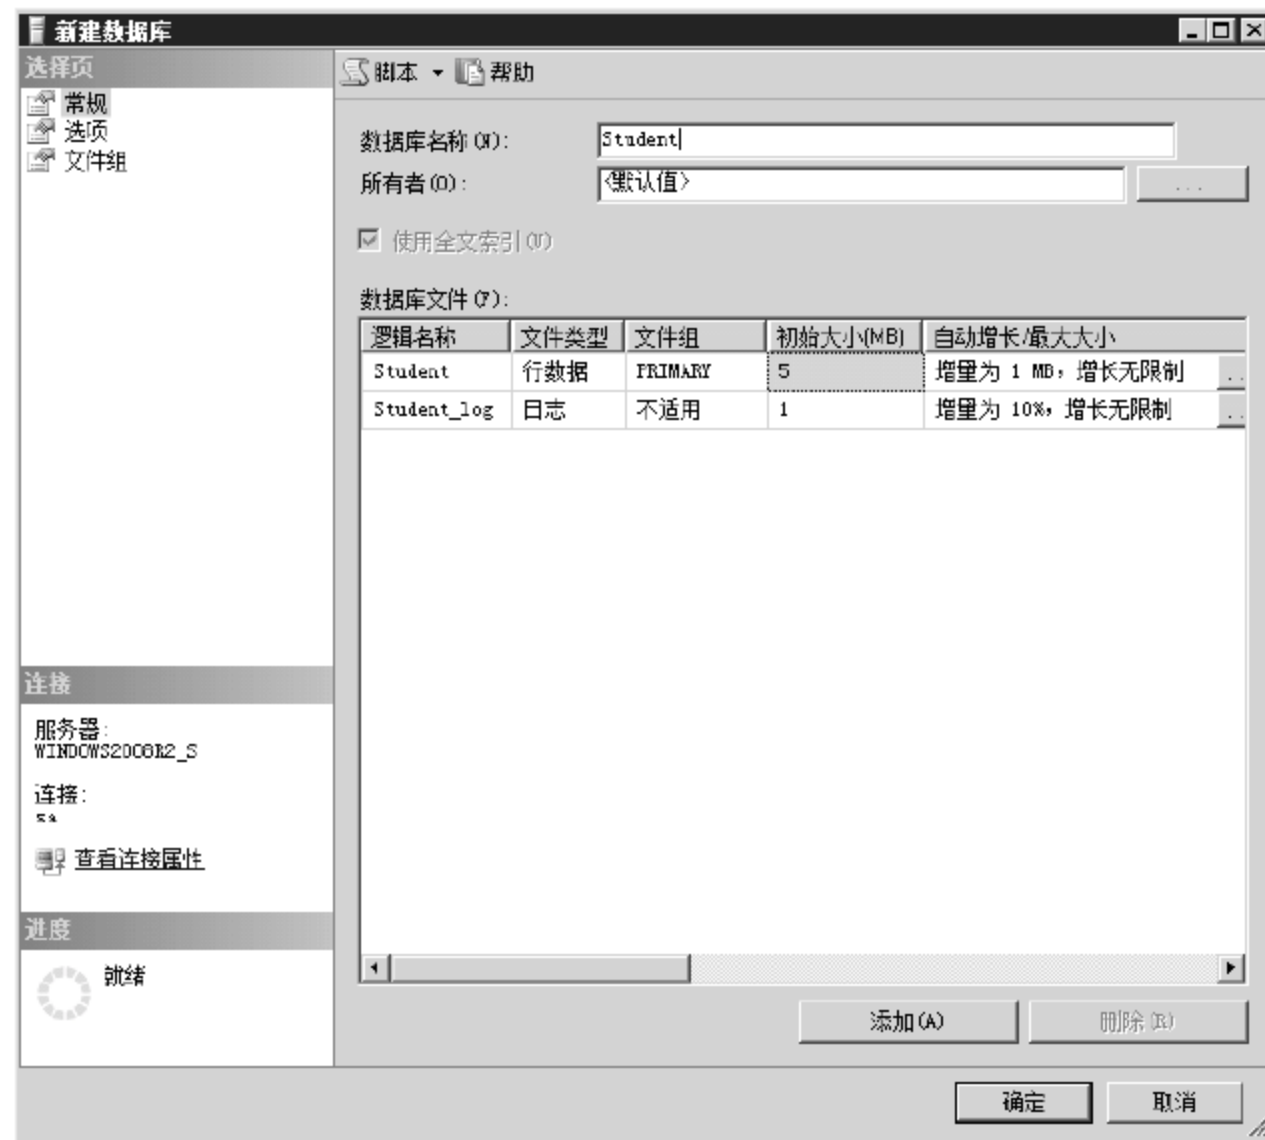 新建数据库
选择页
常规
选项
文件组
脚本 帮助
数据库名称(N):
Student
所有者(O):
<默认值>
...
使用全文索引(U)
数据库文件(F):
逻辑名称 文件类型 文件组 初始大小(MB) 自动增长/最大大小
Student 行数据 PRIMARY 5 增量为 1 MB，增长无限制 ..
Student_log 日志 不适用 1 增量为 10%，增长无限制 ..
连接
服务器:
WINDOWS2008R2_S
连接:
sa
查看连接属性
进度
就绪
添加(A) 删除(R)
确定 取消